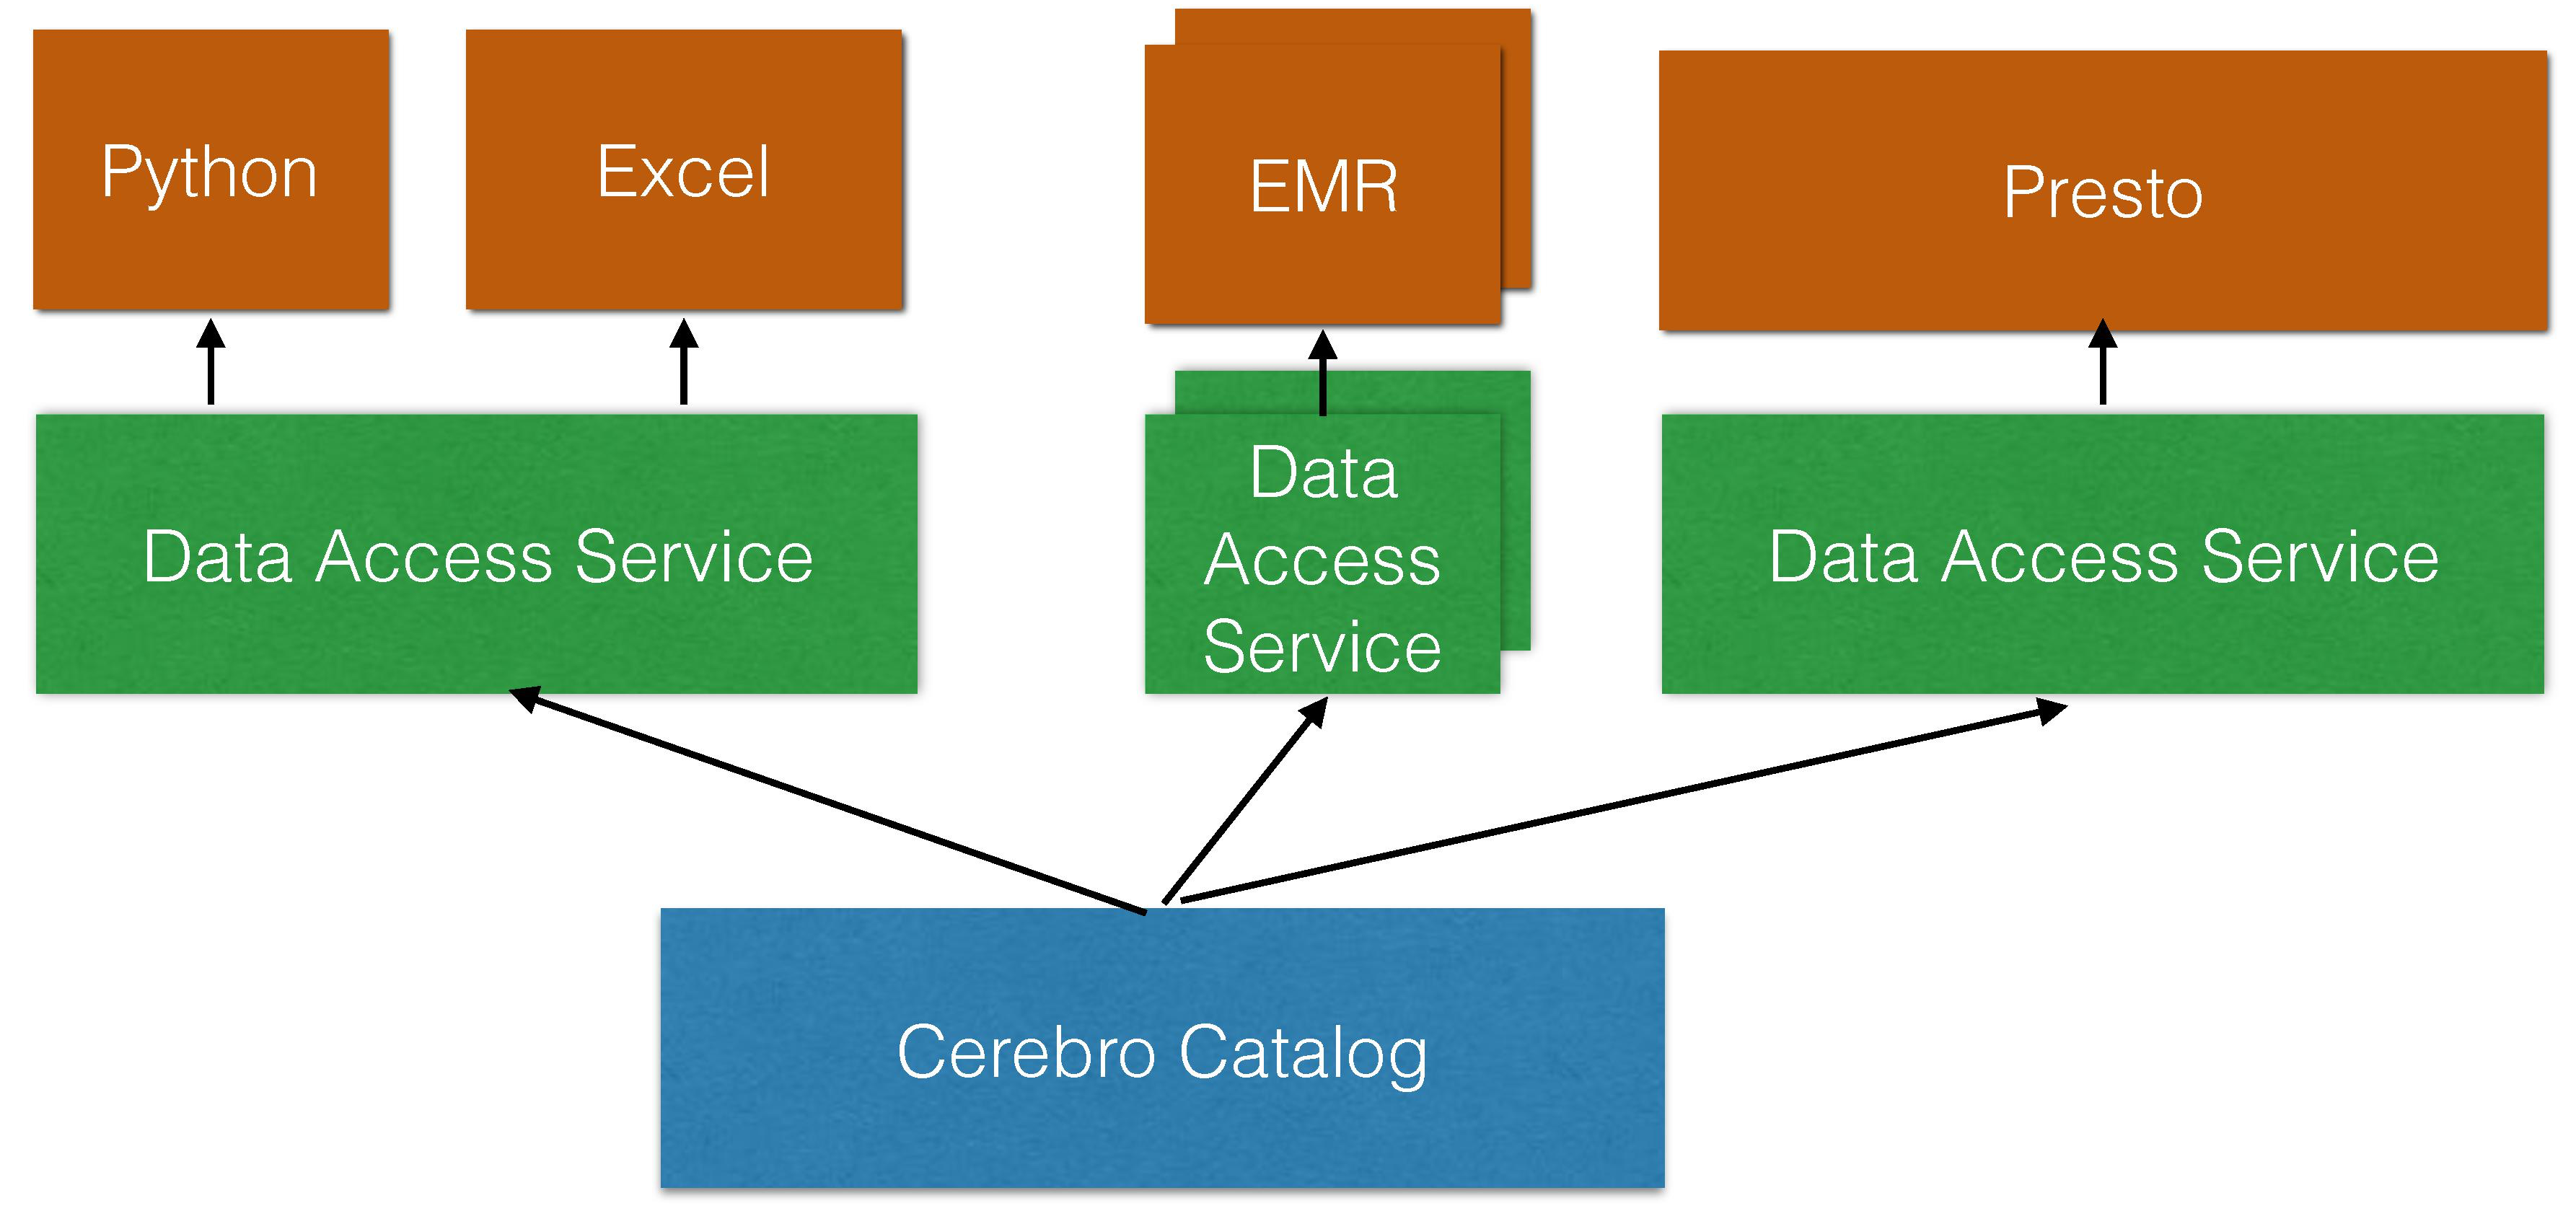 Python
Excel
EMR
Presto
Data Access Service
Data
Access
Service
Data Access Service
Cerebro Catalog